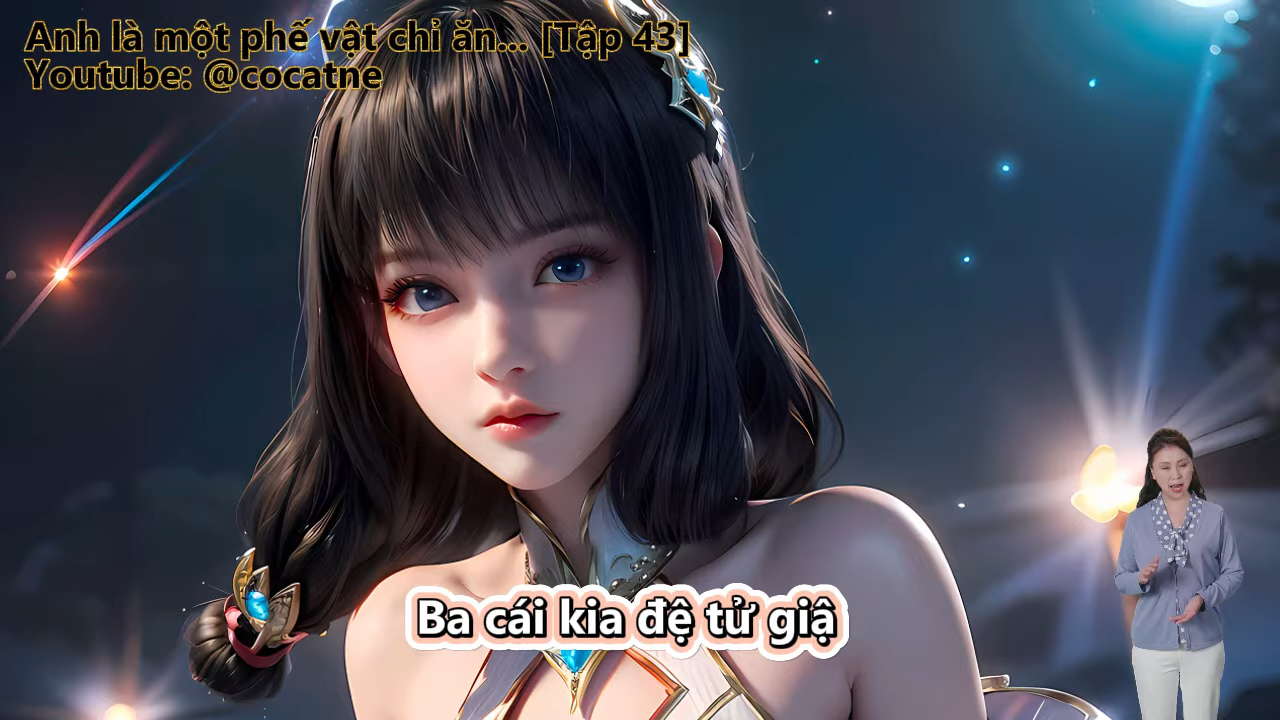 Anh là một phế vật chỉ ăn... [Tập 43]
Youtube: @cocatne
Ba cái kia đệ tử giậ